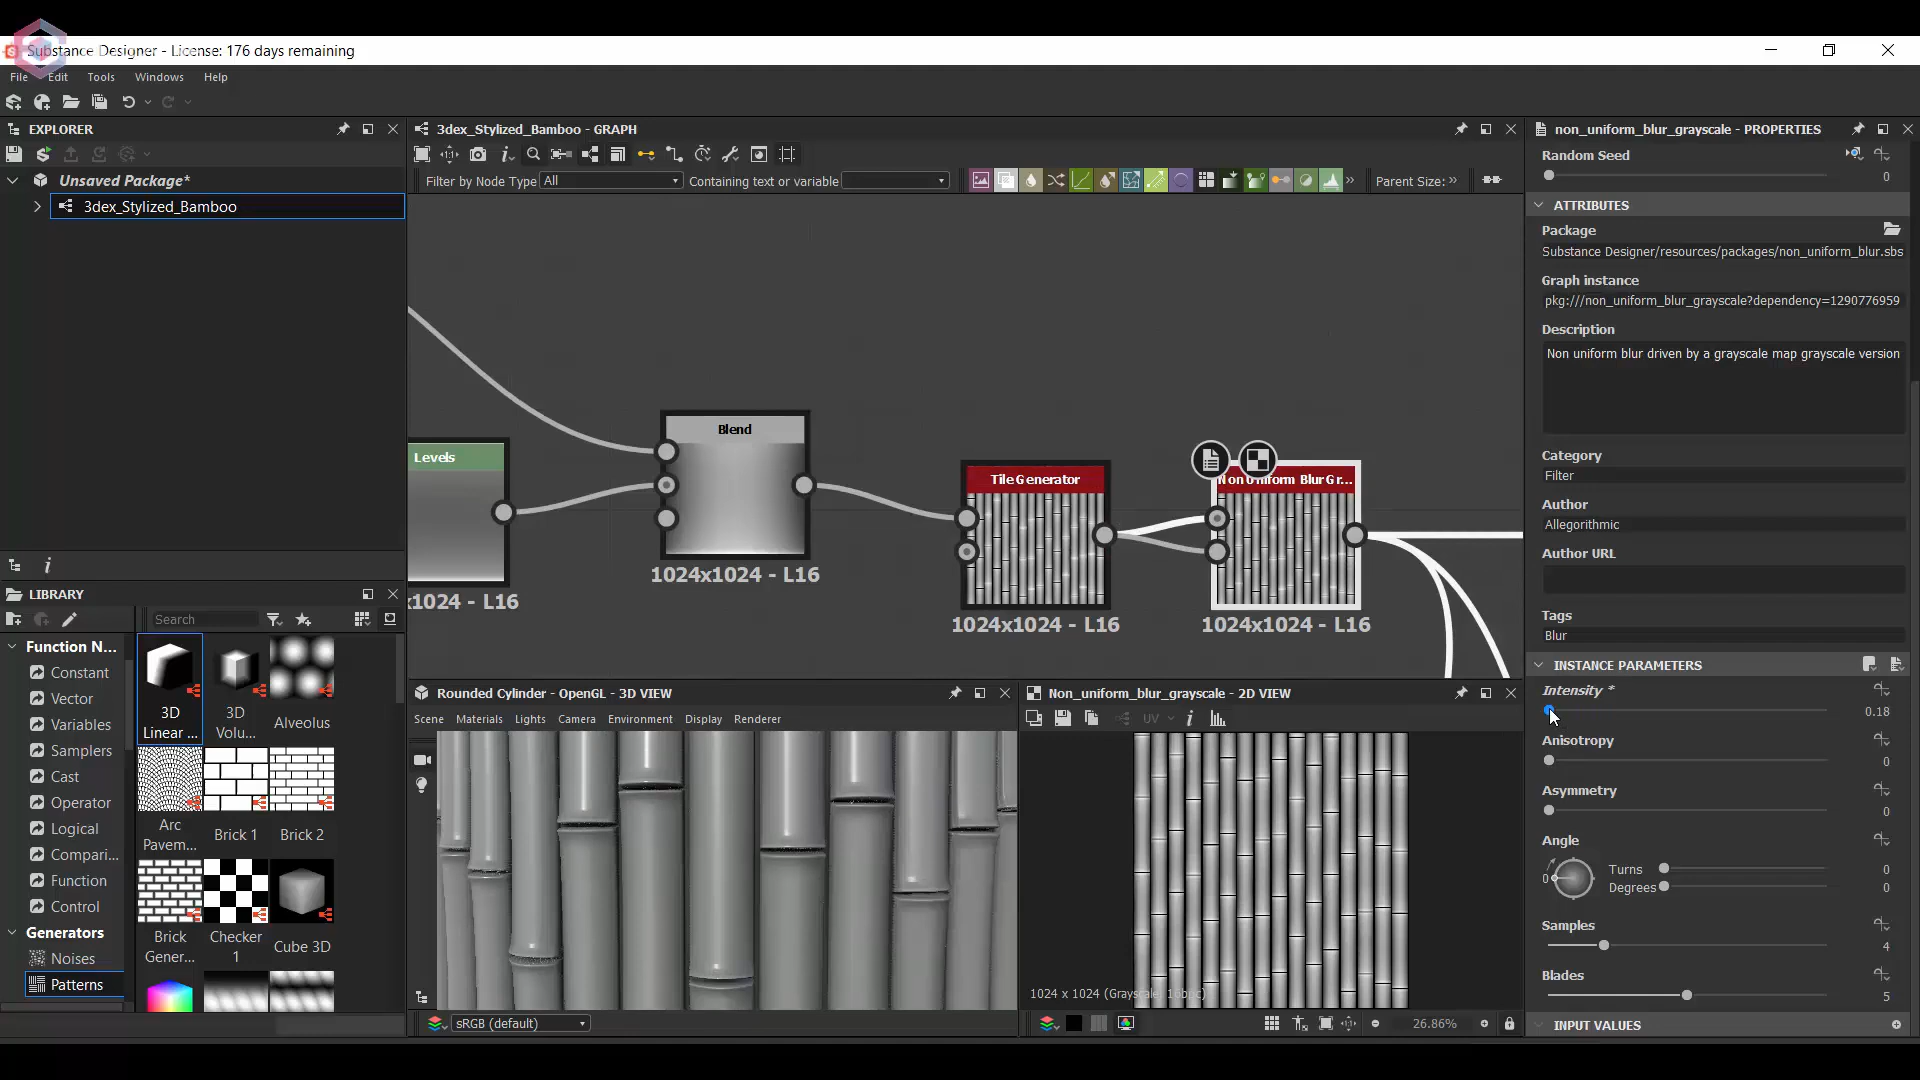 Substance Designer - License: 176 days remaining
File Edit Tools Windows Help
EXPLORER
Unsaved Package*
3dex_Stylized_Bamboo
LIBRARY
Search
Function N...
Constant
Vector
Variables
Samplers
Cast
Operator
Logical
Compari...
Function
Control
Generators
Noises
Patterns
3D Linear ...
3D Volu...
Alveolus
Arc Pavem...
Brick 1
Brick 2
Brick Gener...
Checker 1
Cube 3D
3dex_Stylized_Bamboo - GRAPH
Filter by Node Type All Containing text or variable Parent Size: »
Levels
x1024 - L16
Blend
1024x1024 - L16
Tile Generator
1024x1024 - L16
Non Uniform Blur Gr...
1024x1024 - L16
Rounded Cylinder - OpenGL - 3D VIEW
Scene Materials Lights Camera Environment Display Renderer
sRGB (default)
Non_uniform_blur_grayscale - 2D VIEW
UV
1024 x 1024 (Grayscale, 16bpc)
26.86%
non_uniform_blur_grayscale - PROPERTIES
Random Seed
0
ATTRIBUTES
Package
Substance Designer/resources/packages/non_uniform_blur.sbs
Graph instance
pkg:///non_uniform_blur_grayscale?dependency=1290776959
Description
Non uniform blur driven by a grayscale map grayscale version
Category
Filter
Author
Allegorithmic
Author URL
Tags
Blur
INSTANCE PARAMETERS
Intensity *
0.18
Anisotropy
0
Asymmetry
0
Angle
0 Turns 0
Degrees 0
Samples
4
Blades
5
INPUT VALUES